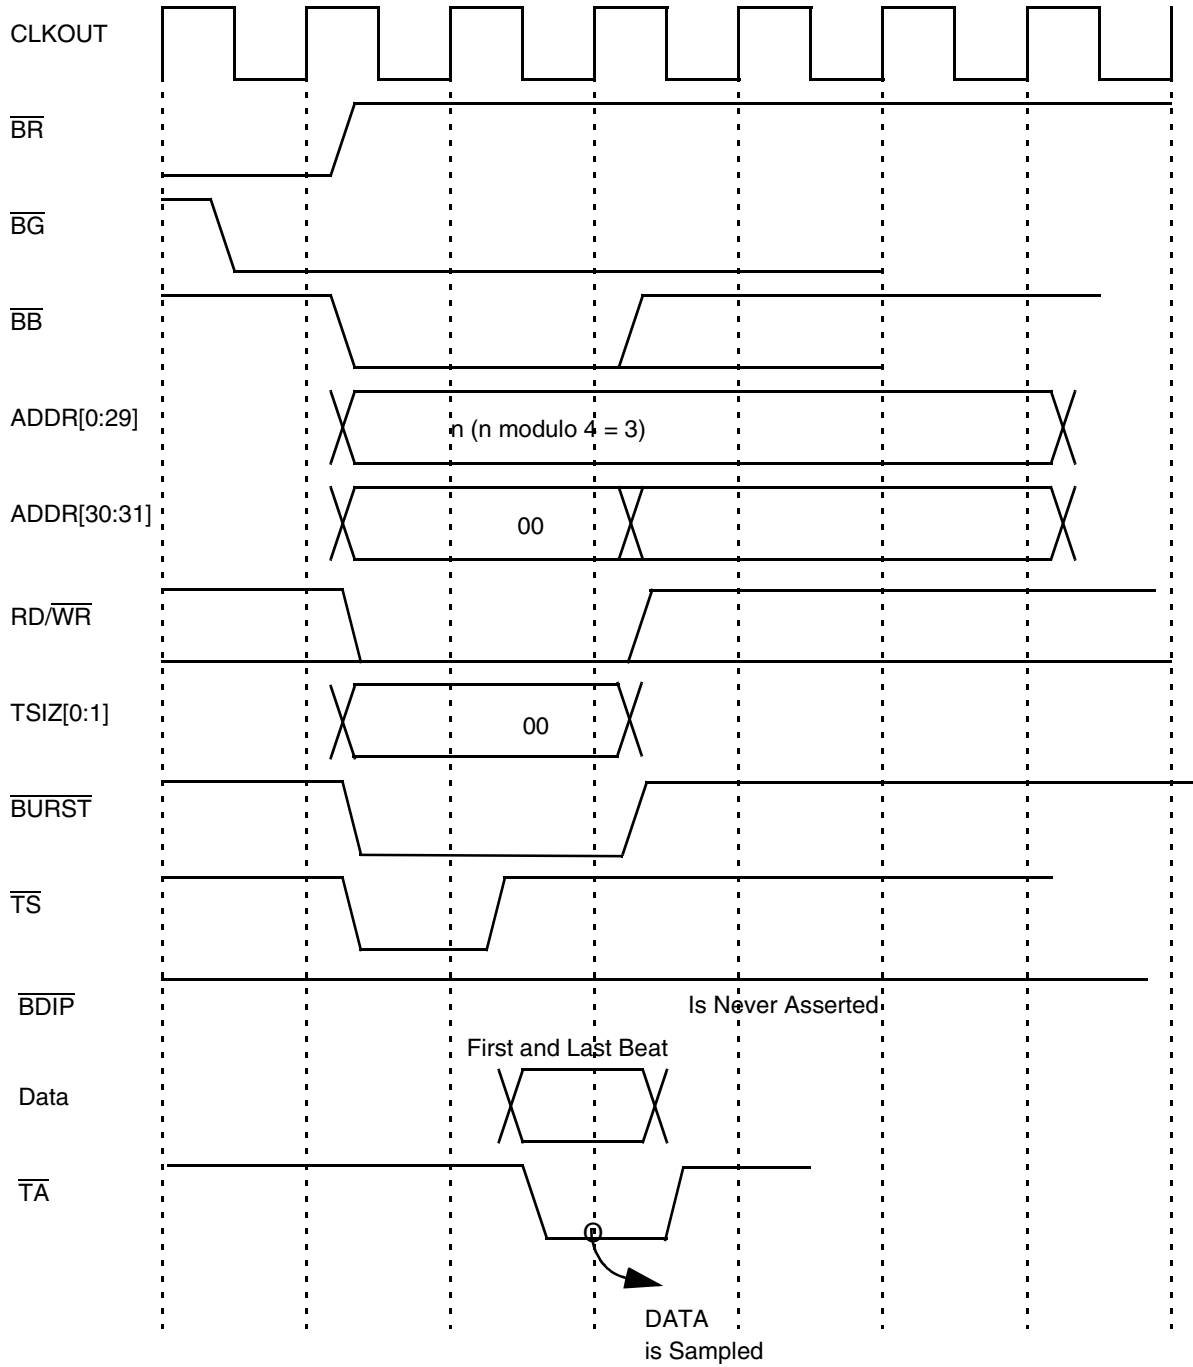 CLKOUT
BR
BG
BB
ADDR[0:29]
n (n modulo 4 = 3)
ADDR[30:31]
00
RD/WR
TSIZ[0:1]
00
BURST
TS
BDIP
Is Never Asserted
First and Last Beat
Data
TA
DATA
is Sampled